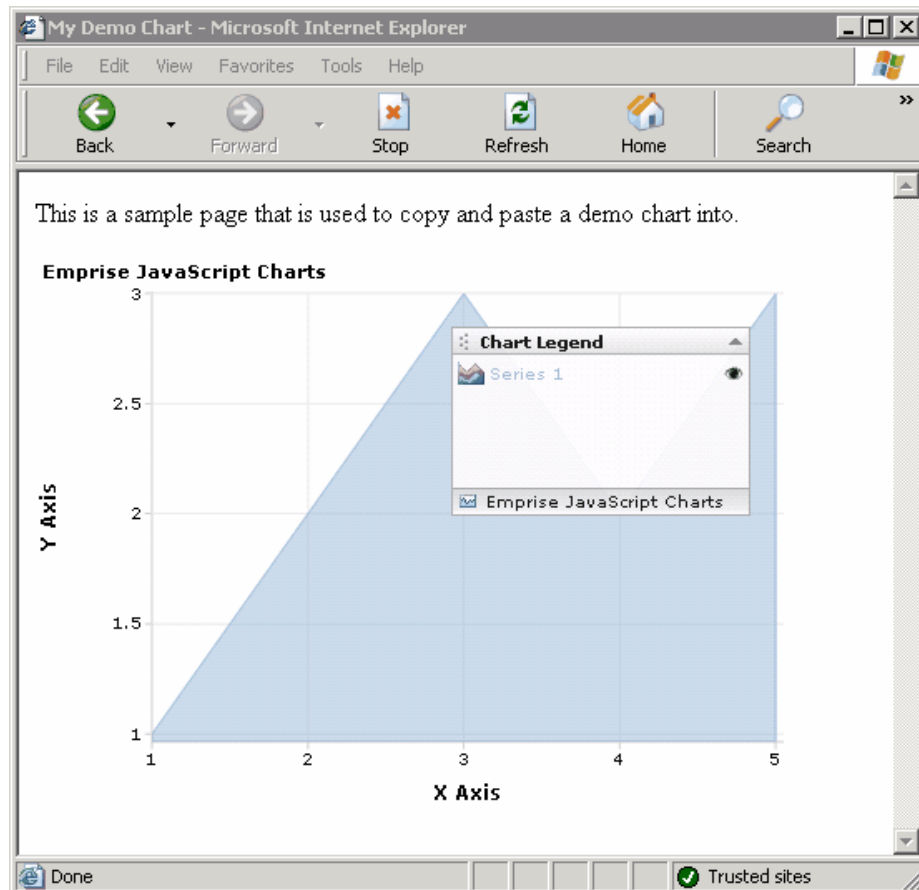 My Demo Chart - Microsoft Internet Explorer
File Edit View Favorites Tools Help
Back Forward Stop Refresh Home Search »
This is a sample page that is used to copy and paste a demo chart into.
Emprise JavaScript Charts
3
Chart Legend
Series 1
2.5
Emprise JavaScript Charts
2
Y Axis
1.5
1
1 2 3 4 5
X Axis
Done Trusted sites